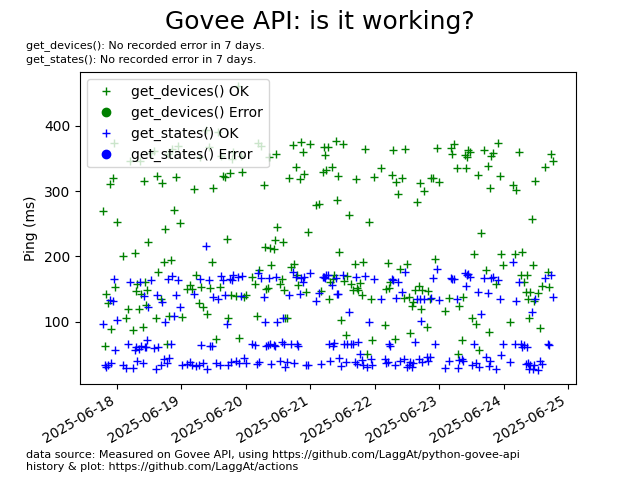 Govee API: is it working?
get_devices(): No recorded error in 7 days.
get_states(): No recorded error in 7 days.
get_devices() OK
get_devices() Error
get_states() OK
get_states() Error
400
300
200
100
Ping (ms)
2025-06-18
2025-06-19
2025-06-20
2025-06-21
2025-06-22
2025-06-23
2025-06-24
2025-06-25
data source: Measured on Govee API, using https://github.com/LaggAt/python-govee-api
history & plot: https://github.com/LaggAt/actions